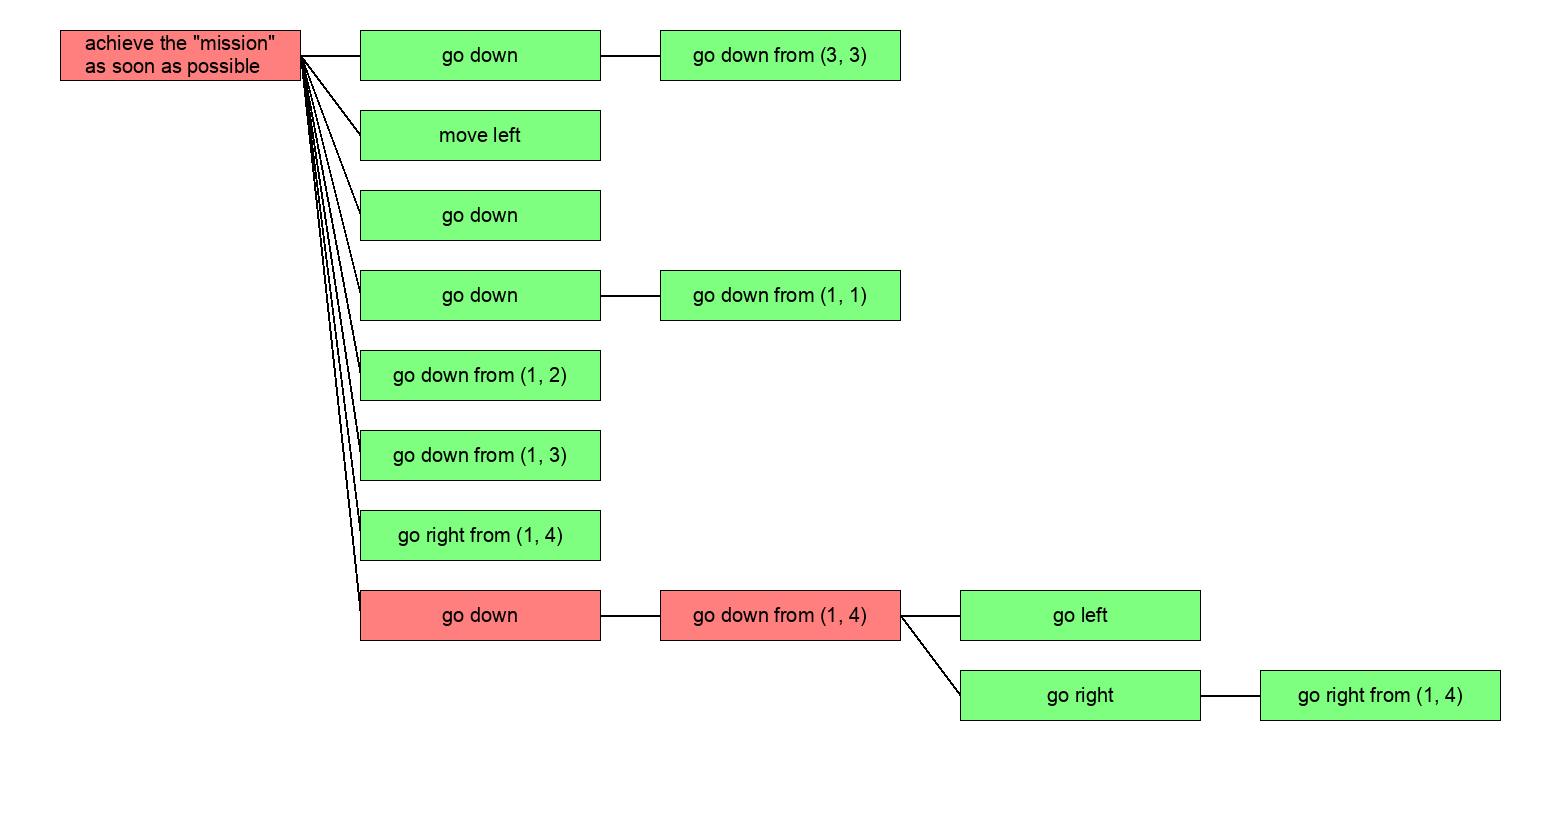 achieve the "mission"
as soon as possible
go down
go down from (3, 3)
move left
go down
go down
go down from (1, 1)
go down from (1, 2)
go down from (1, 3)
go right from (1, 4)
go down
go down from (1, 4)
go left
go right
go right from (1, 4)